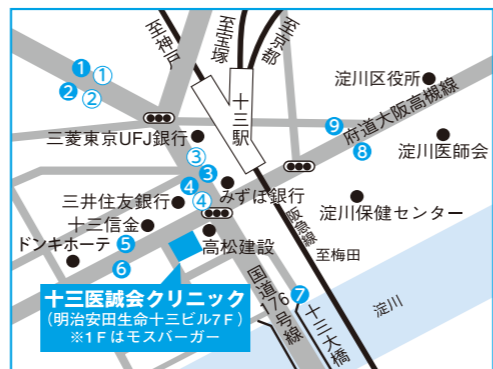 至神戸
至宝塚
至京都
①
①
②
②
十三駅
淀川区役所
⑨
府道大阪高槻線
三菱東京UFJ銀行
⑧
淀川医師会
③
③
④
みずほ銀行
三井住友銀行
④
淀川保健センター
十三信金
阪急線
ドンキホーテ
⑤
高松建設
至梅田
⑥
十三医誠会クリニック
(明治安田生命十三ビル7F)
※1Fはモスバーガー
国道176号線
⑦
十三大橋
淀川